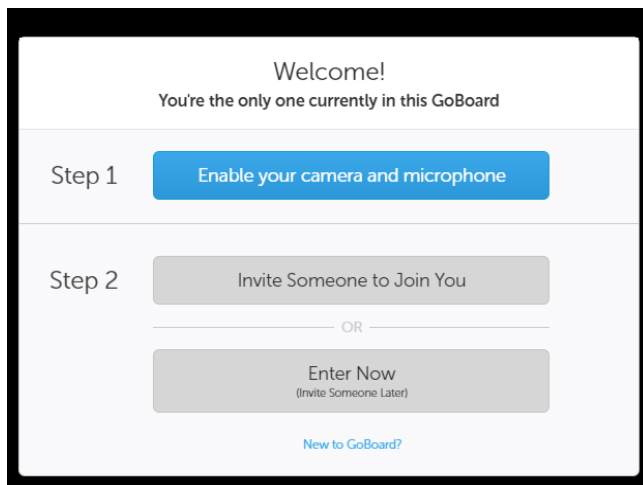 Welcome!
You're the only one currently in this GoBoard
Step 1
Enable your camera and microphone
Step 2
Invite Someone to Join You
OR
Enter Now
(Invite Someone Later)
New to GoBoard?